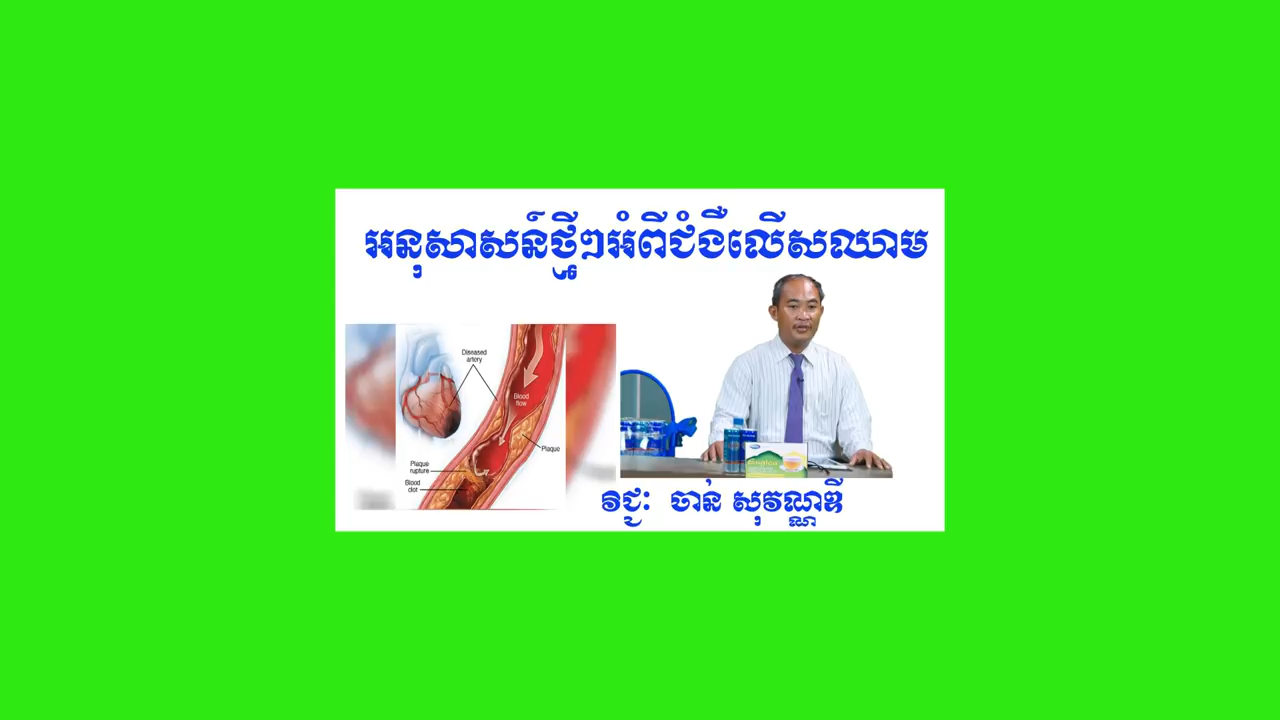 អនុសាសន៍ថ្មីៗអំពីជំងឺលើសឈាម
Diseased
artery
Blood
flow
Plaque
Plaque
rupture
Blood
clot
វិជ្ជៈ ចាន់ សុវណ្ណឌី